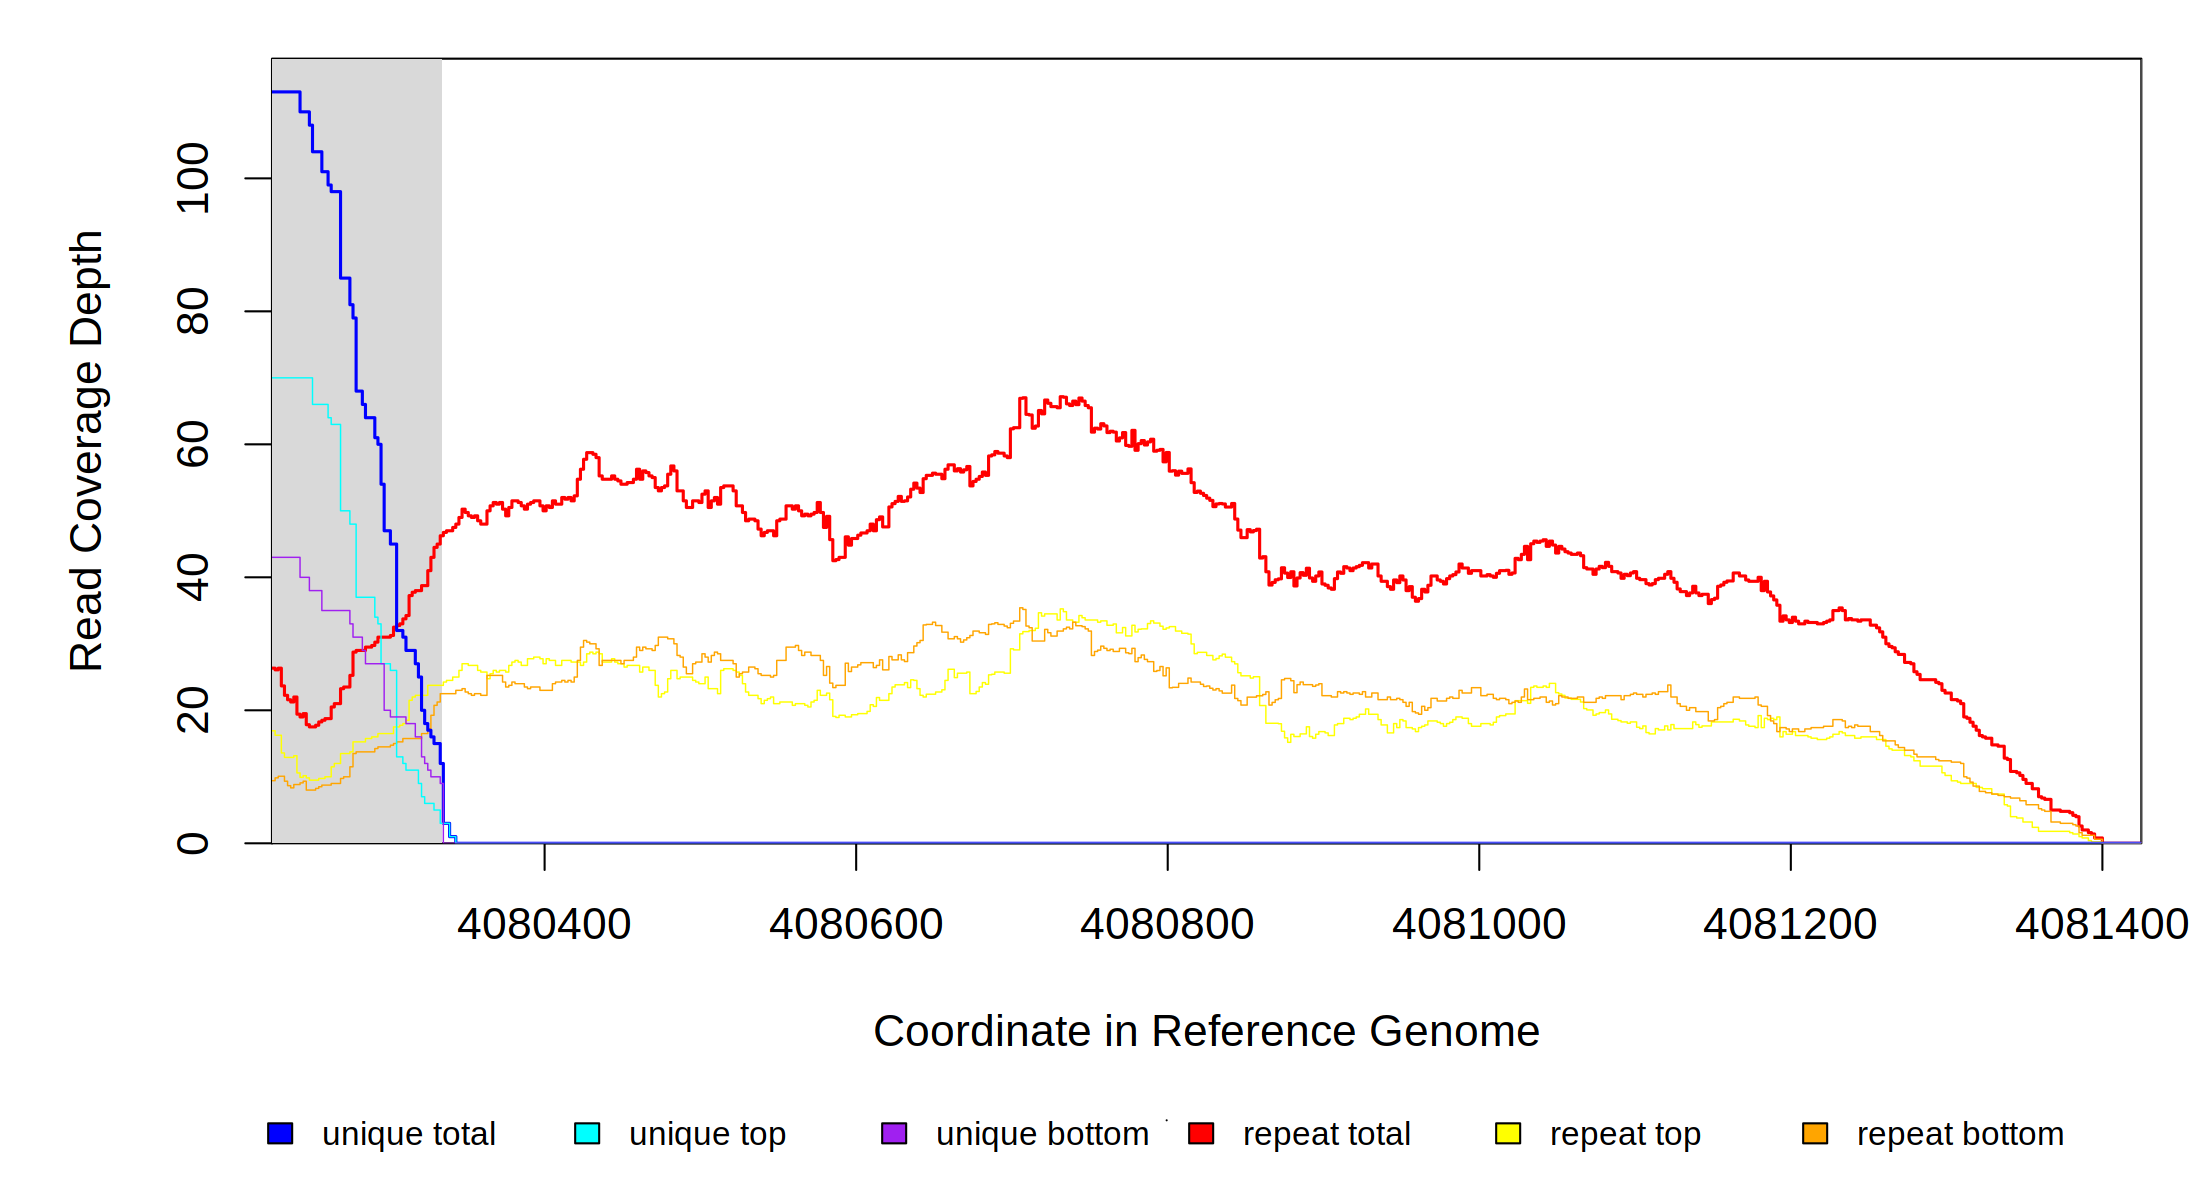 Read Coverage Depth
100
80
60
40
20
0
4080400 4080600 4080800 4081000 4081200 4081400
Coordinate in Reference Genome
unique total unique top unique bottom repeat total repeat top repeat bottom